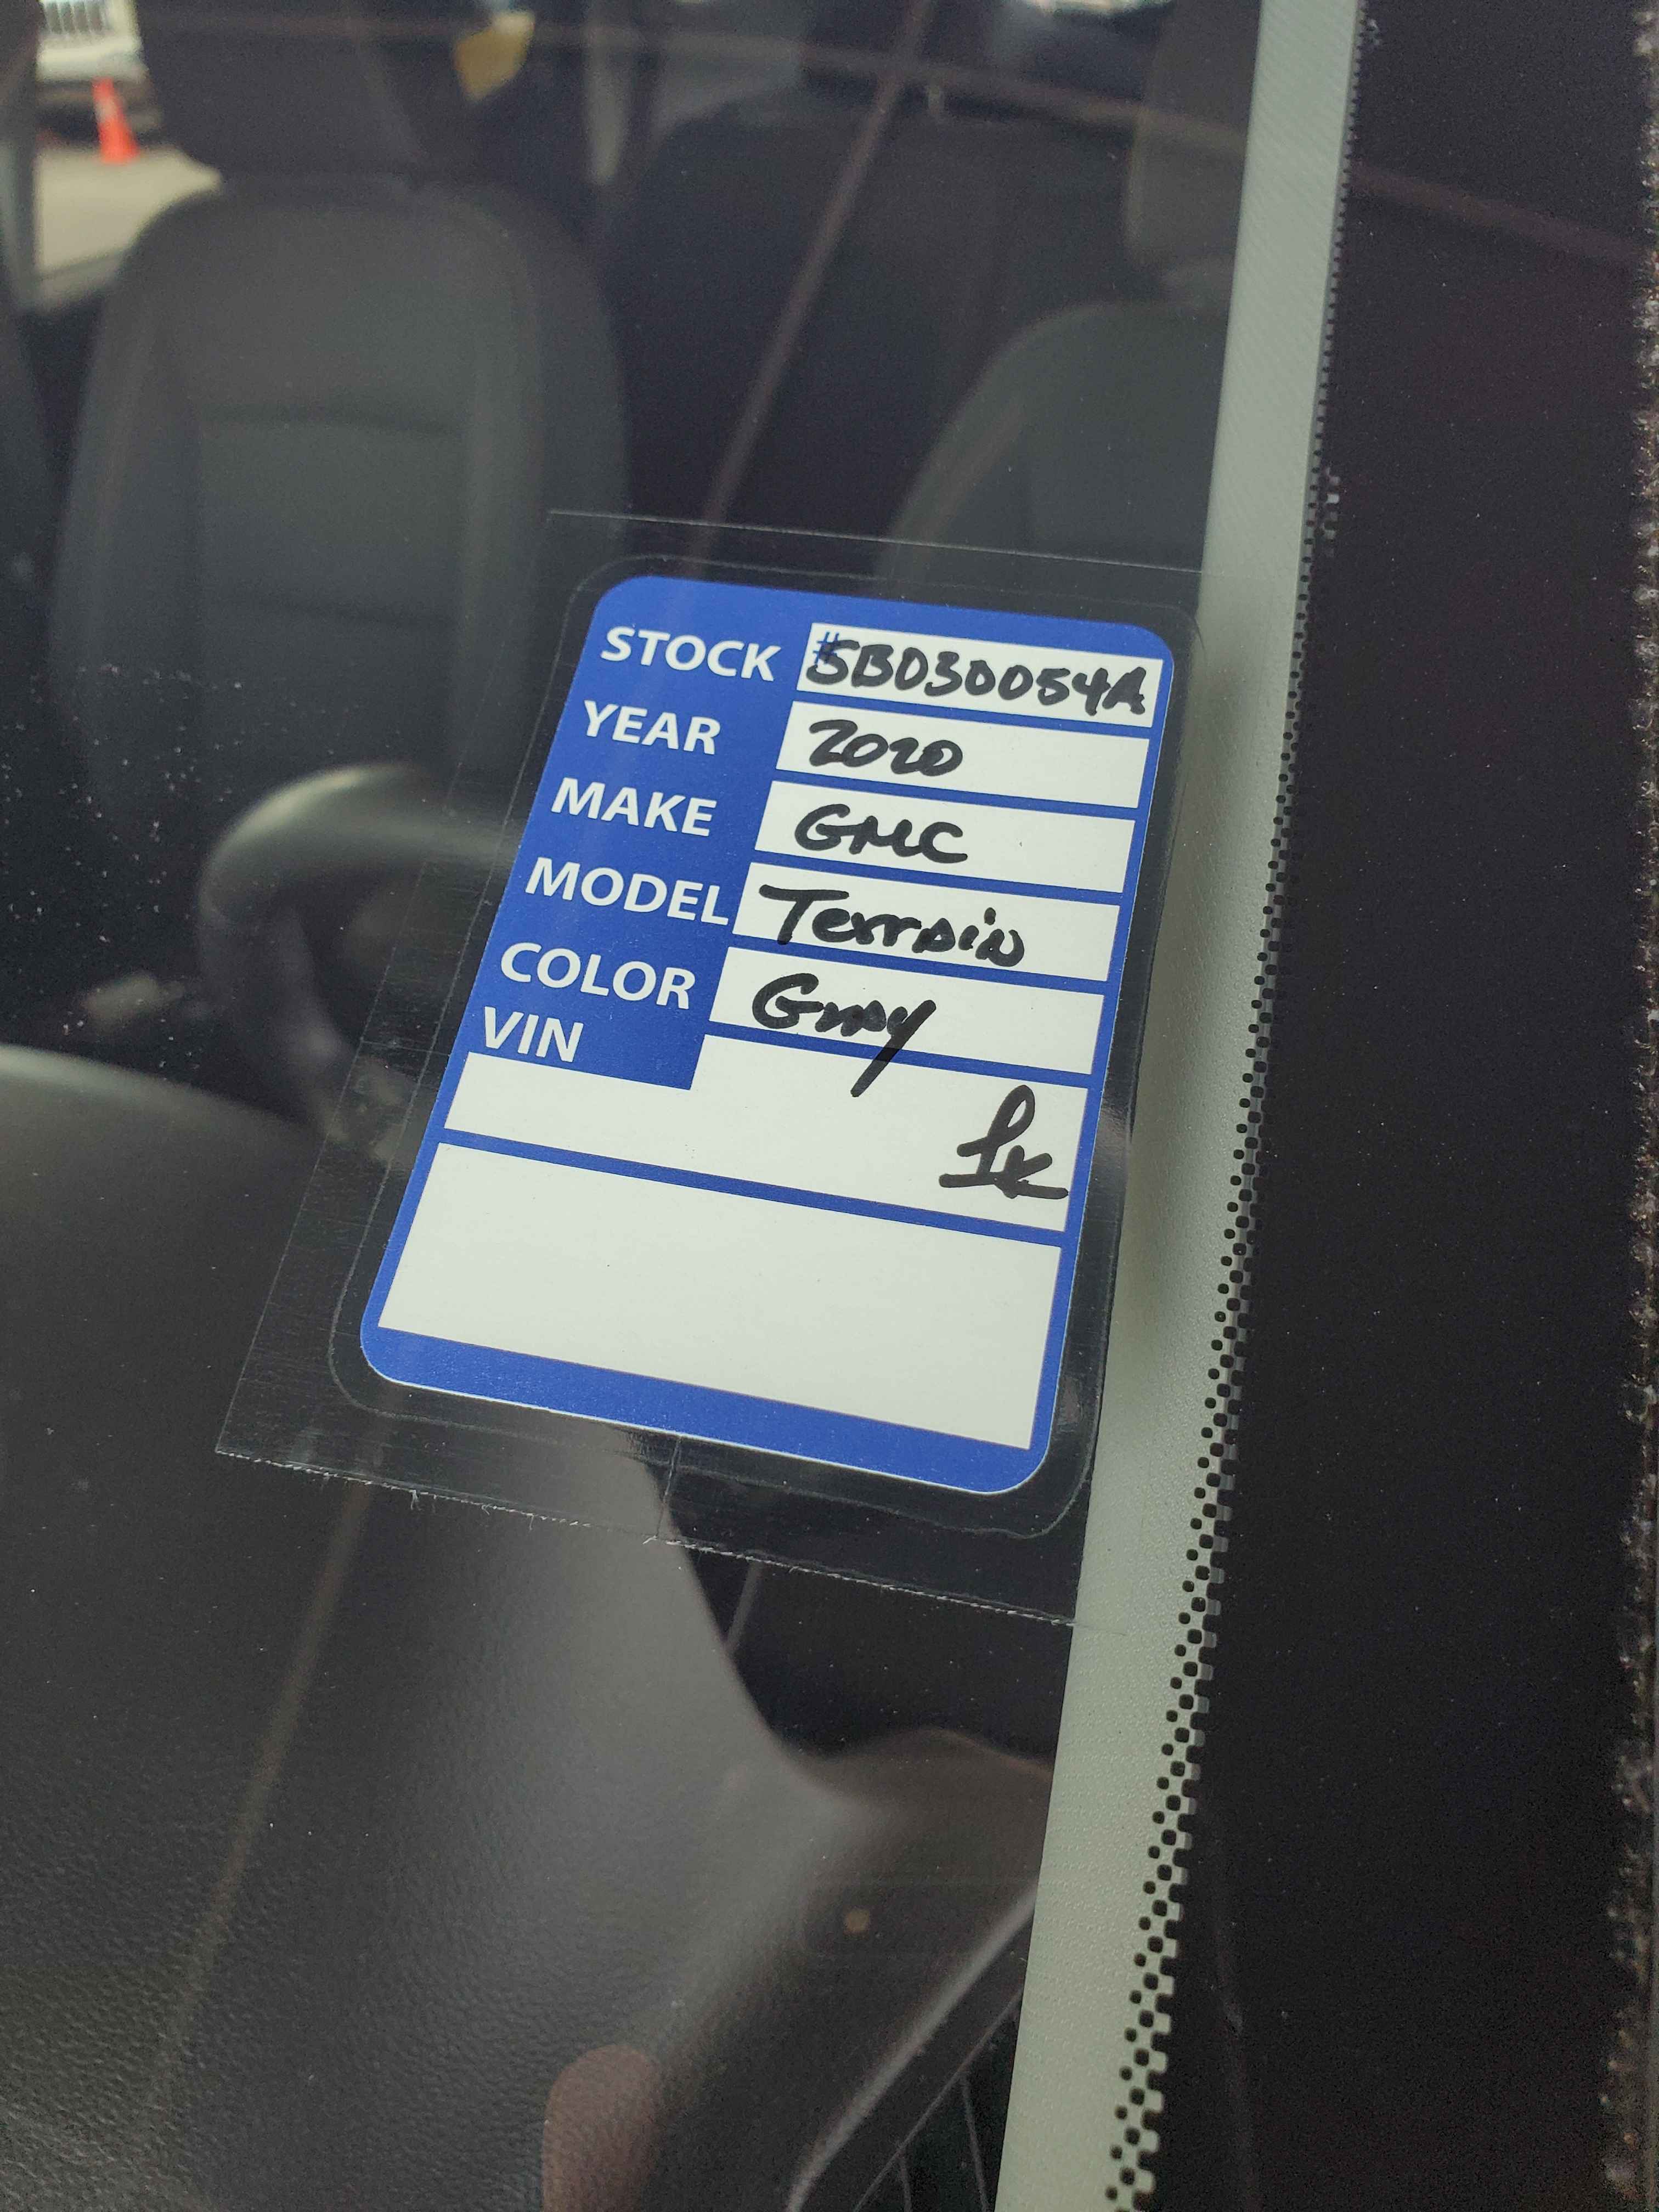 STOCK #5B030054A
YEAR 2020
MAKE GMC
MODEL Terrain
COLOR Gray
VIN